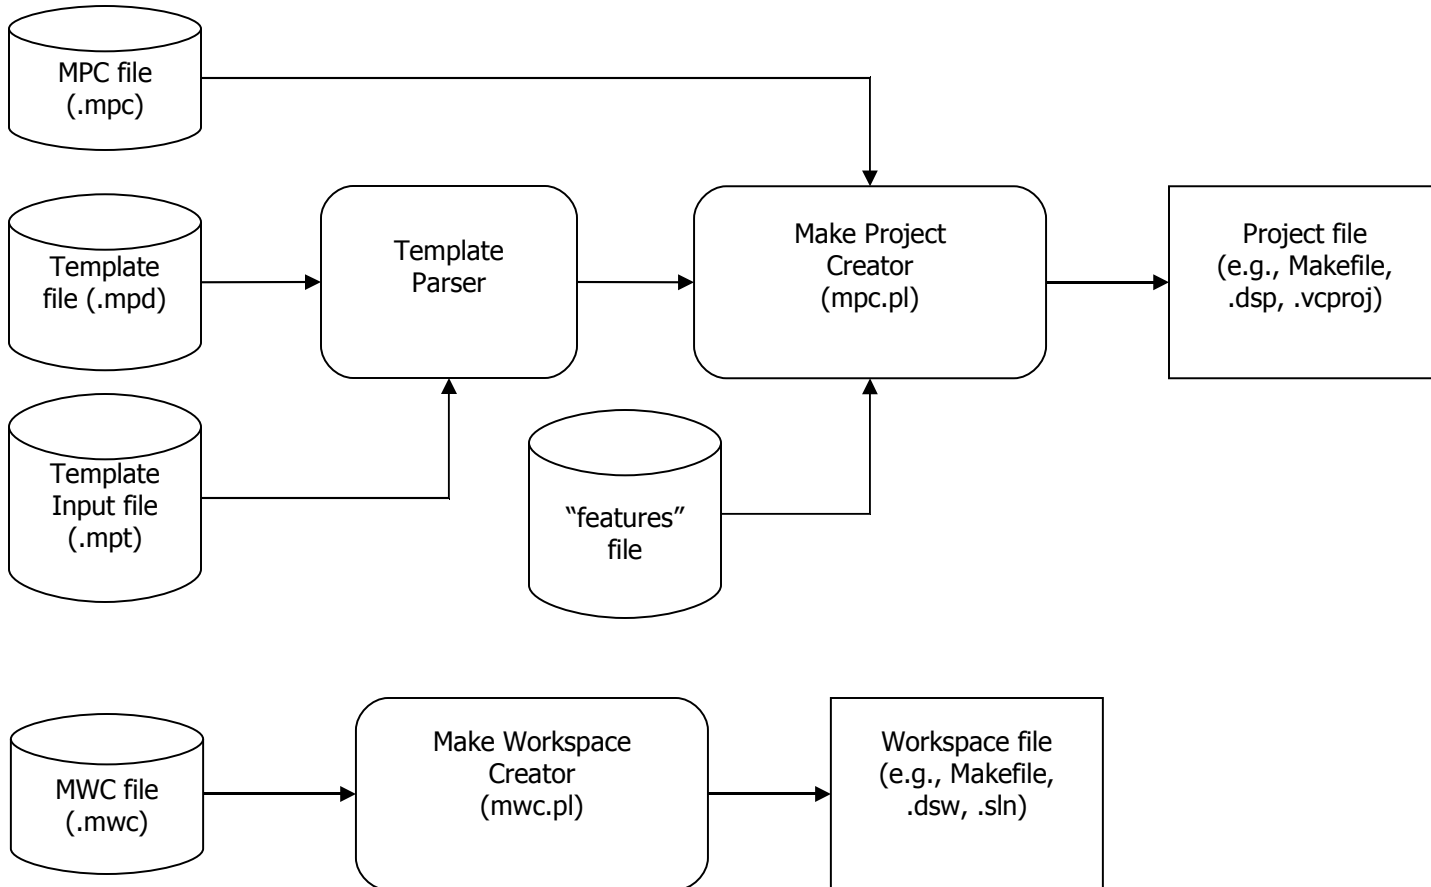 MPC file
(.mpc)
Template
file (.mpd)
Template
Parser
Make Project
Creator
(mpc.pl)
Project file
(e.g., Makefile,
.dsp, .vcproj)
Template
Input file
(.mpt)
“features”
file
MWC file
(.mwc)
Make Workspace
Creator
(mwc.pl)
Workspace file
(e.g., Makefile,
.dsw, .sln)